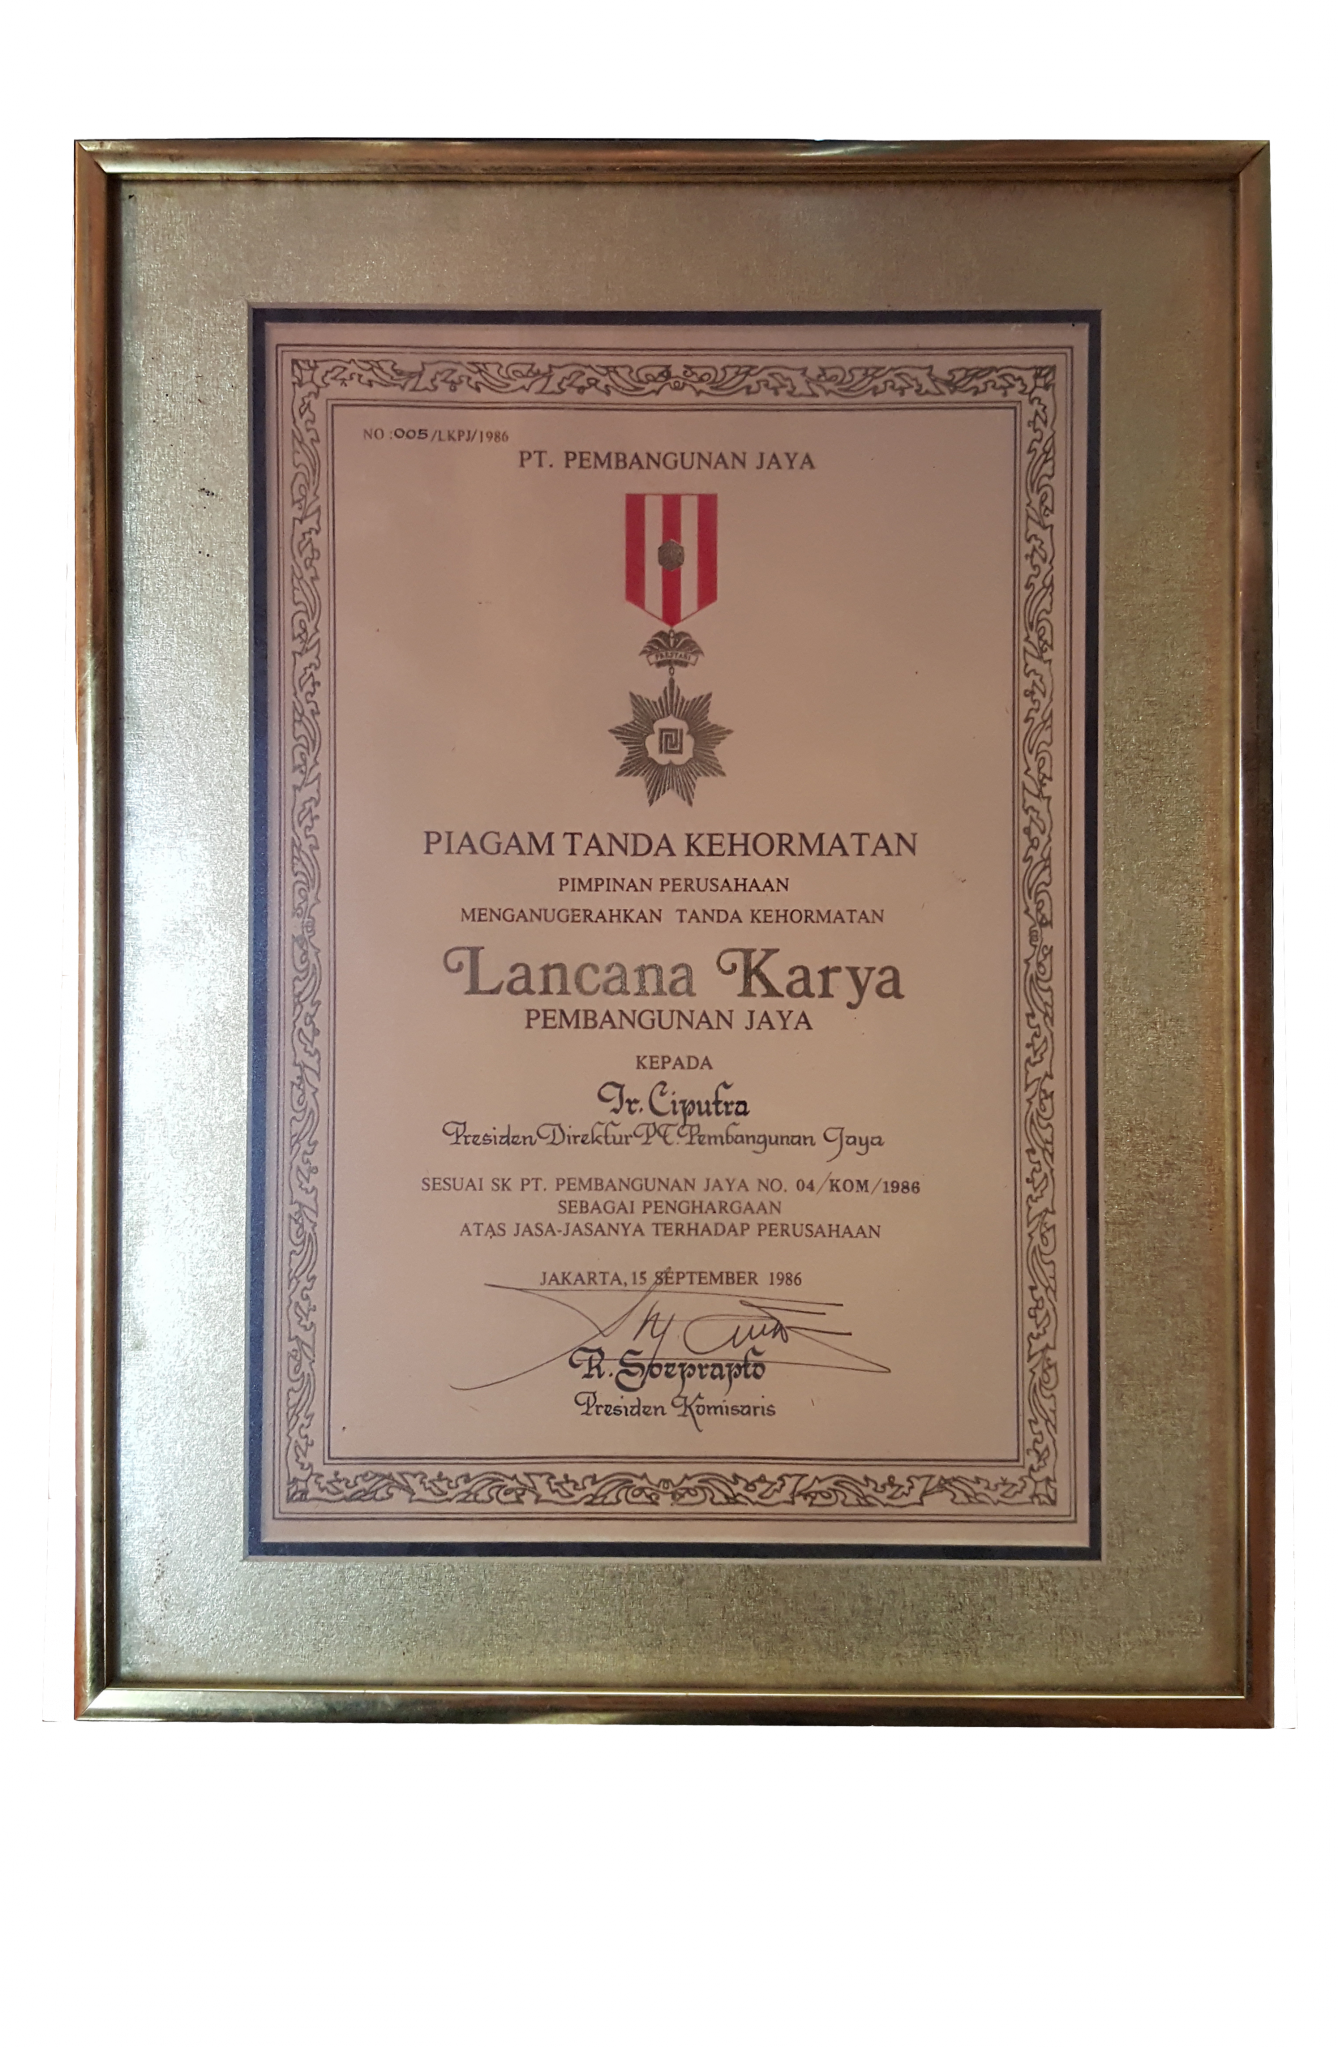 NO : 005/LKPJ/1986
PT. PEMBANGUNAN JAYA
PRESTASI
PIAGAM TANDA KEHORMATAN
PIMPINAN PERUSAHAAN
MENGANUGERAHKAN TANDA KEHORMATAN
Lancana Karya
PEMBANGUNAN JAYA
KEPADA
Ir. Ciputra
Presiden Direktur PT. Pembangunan Jaya
SESUAI SK PT. PEMBANGUNAN JAYA NO. 04/KOM/1986
SEBAGAI PENGHARGAAN
ATAS JASA-JASANYA TERHADAP PERUSAHAAN
JAKARTA, 15 SEPTEMBER 1986
R. Soeprapto
Presiden Komisaris